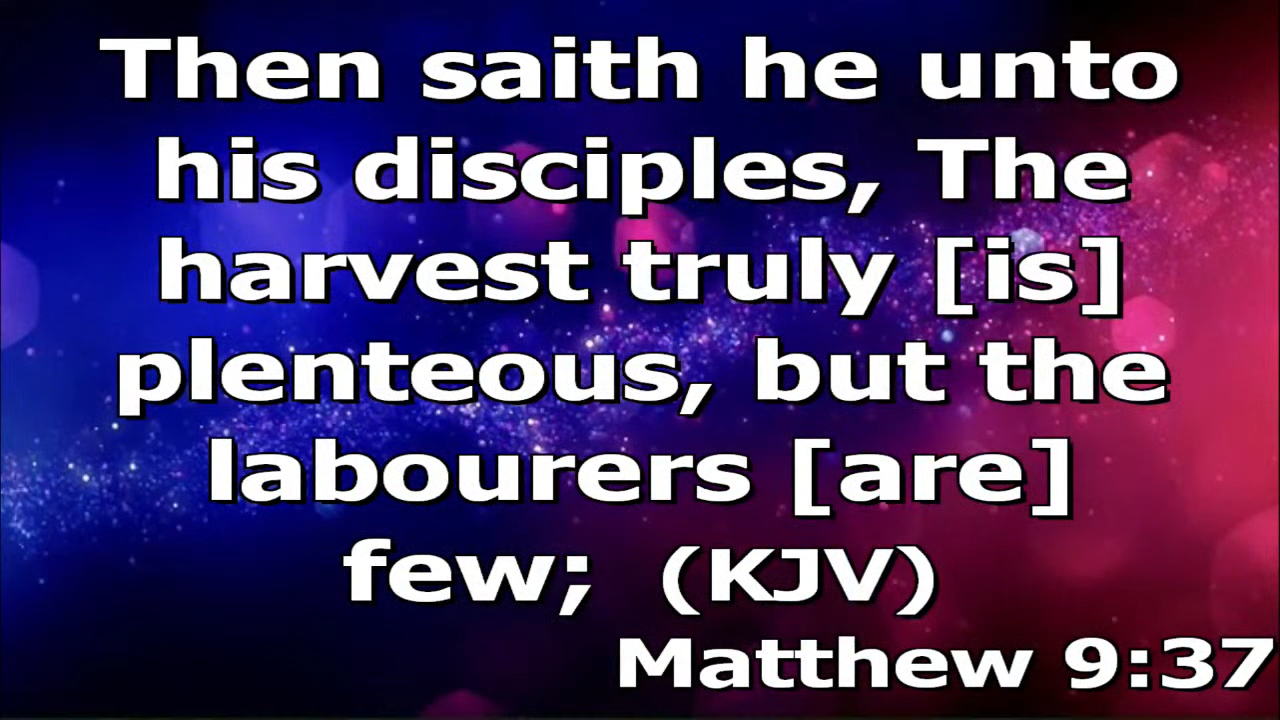 Then saith he unto
his disciples, The
harvest truly [is]
plenteous, but the
labourers [are]
few; (KJV)
Matthew 9:37